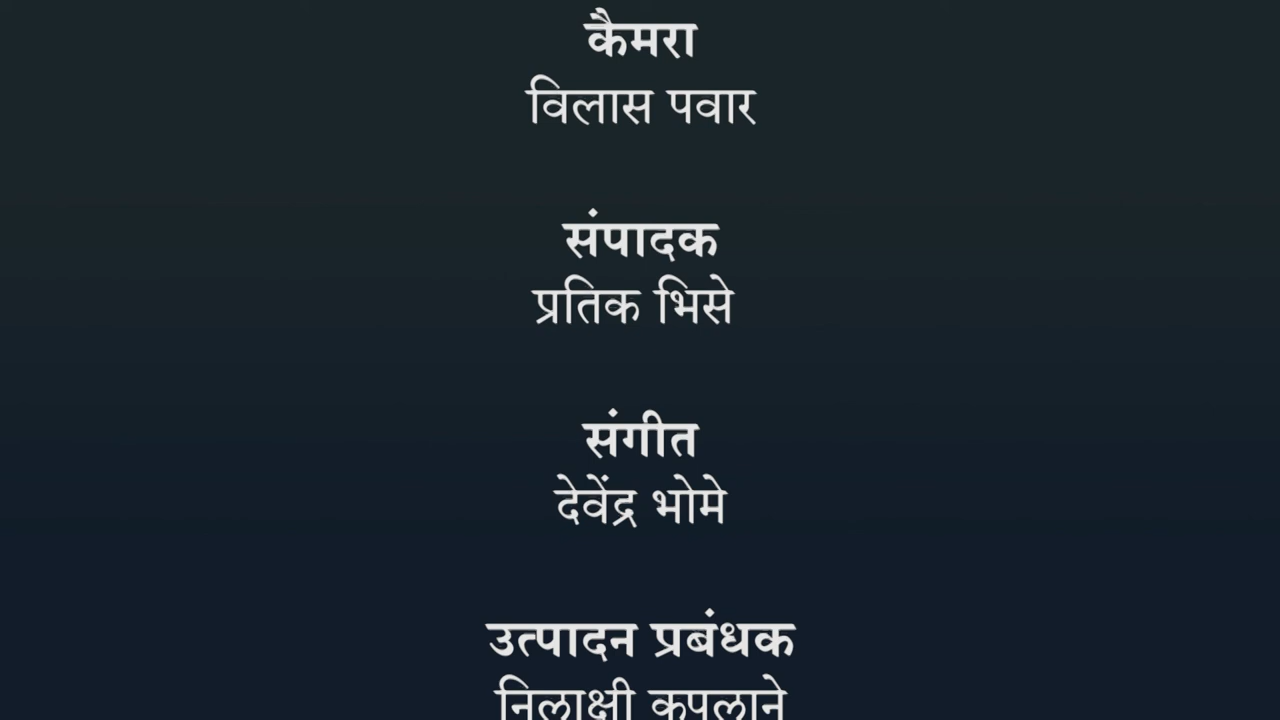 कैमरा
विलास पवार
संपादक
प्रतिक भिसे
संगीत
देवेंद्र भोमे
उत्पादन प्रबंधक
निलाक्षी कपलाने